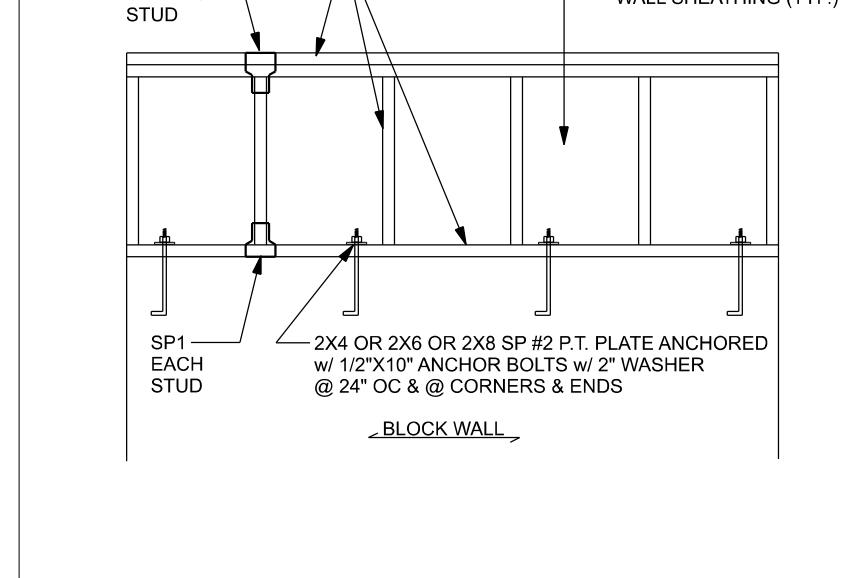 WALL SHEATHING (TYP.)
STUD
SP1
EACH
STUD
2X4 OR 2X6 OR 2X8 SP #2 P.T. PLATE ANCHORED
w/ 1/2"X10" ANCHOR BOLTS w/ 2" WASHER
@ 24" OC & @ CORNERS & ENDS
BLOCK WALL